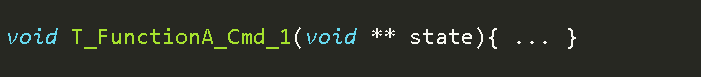 void T_FunctionA_Cmd_1(void ** state){ ... }